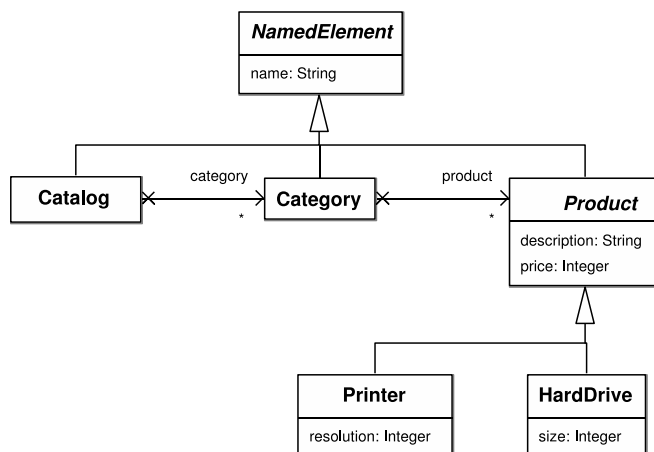 NamedElement
name: String
category
product
Catalog
Category
Product
*
*
description: String
price: Integer
Printer
HardDrive
resolution: Integer
size: Integer